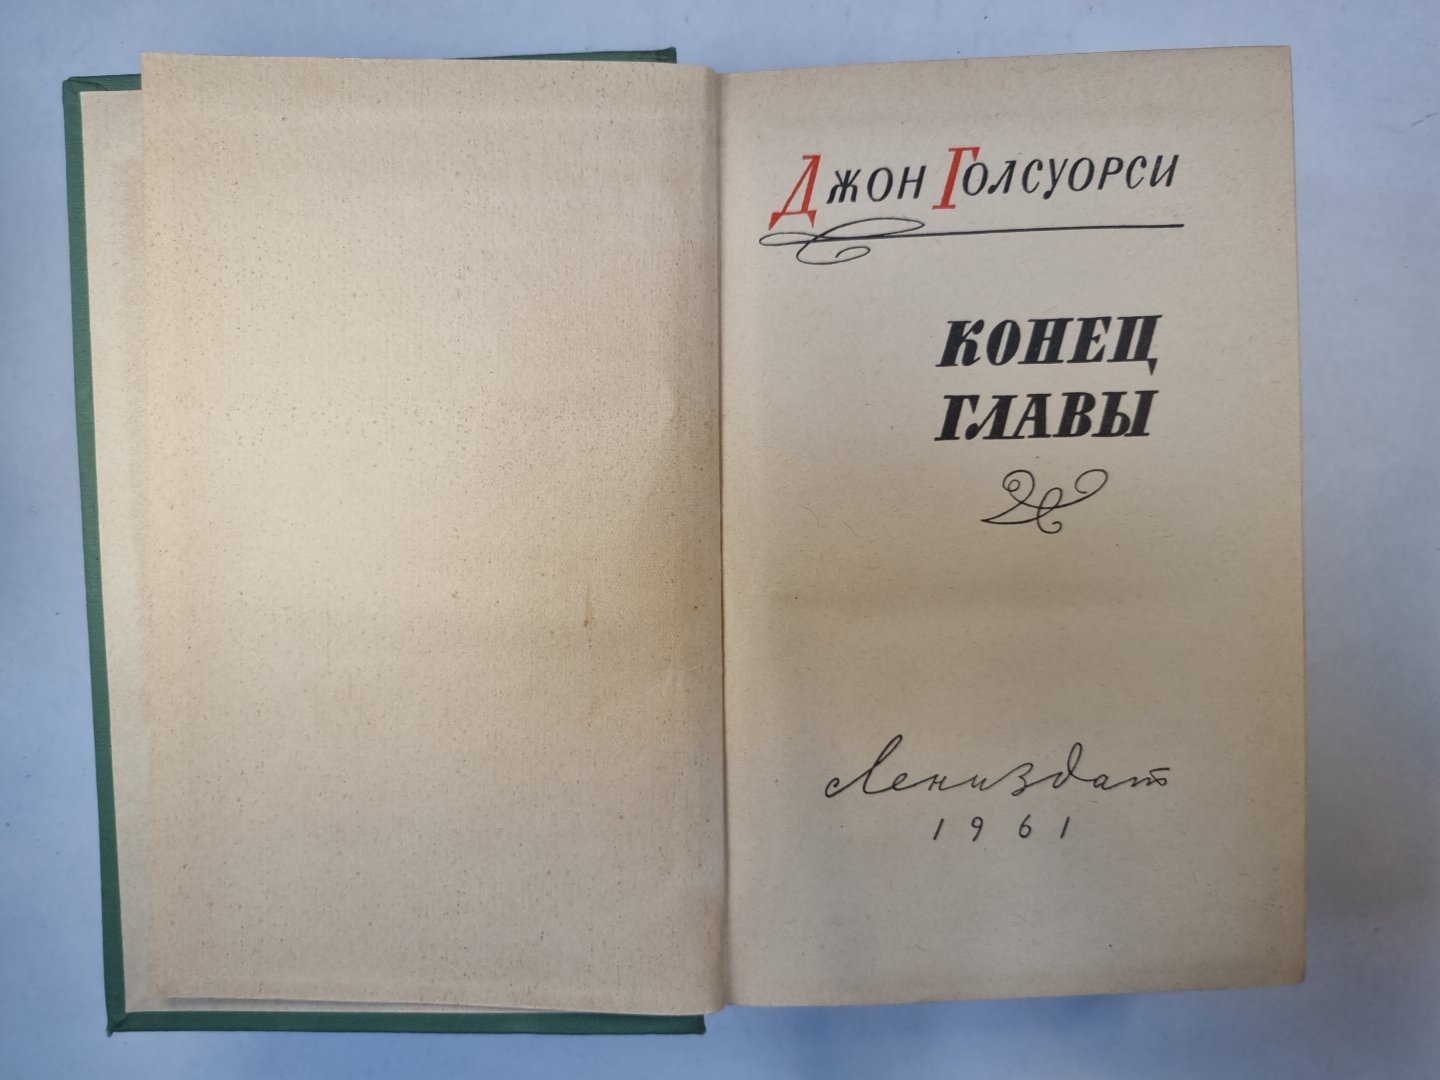 Джон Голсуорси
КОНЕЦ
ГЛАВЫ
Лениздат
1961